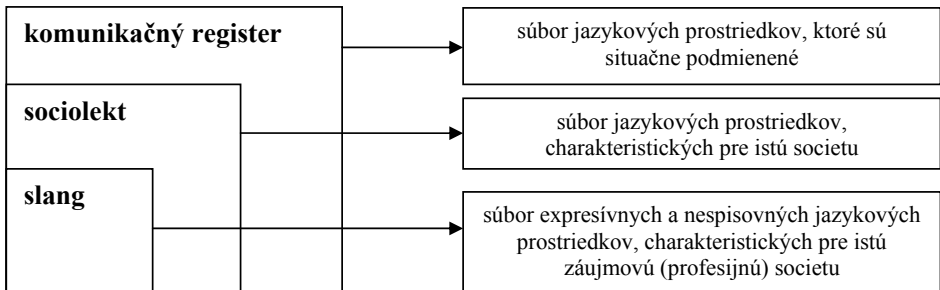 komunikačný register
súbor jazykových prostriedkov, ktoré sú
situačne podmienené
sociolekt
súbor jazykových prostriedkov,
charakteristických pre istú societu
slang
súbor expresívnych a nespisovných jazykových
prostriedkov, charakteristických pre istú
záujmovú (profesijnú) societu